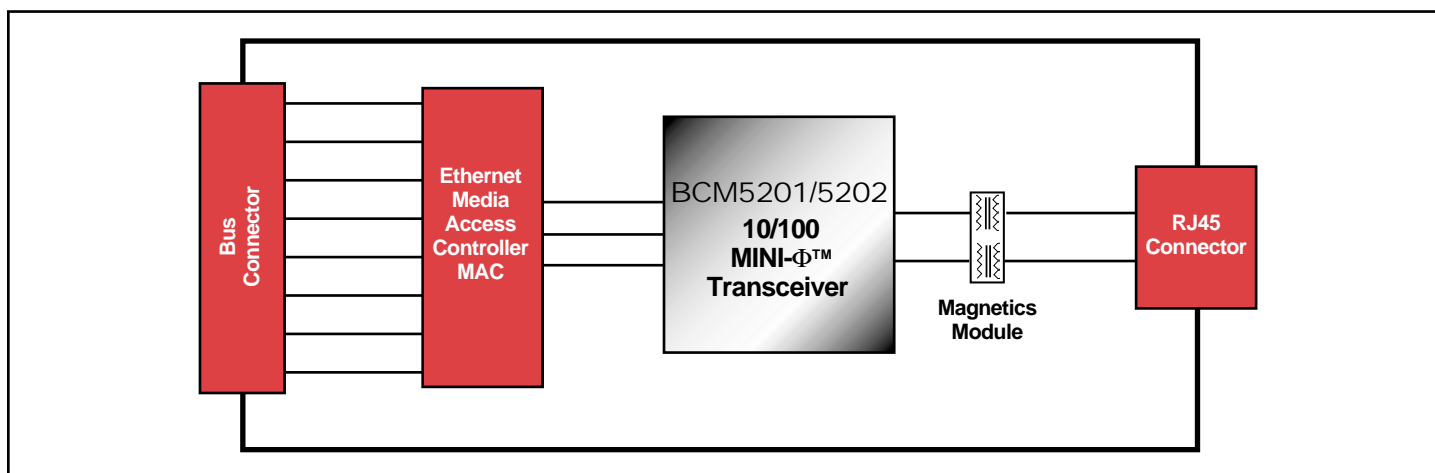 Bus
Connector
Ethernet
Media
Access
Controller
MAC
BCM5201/5202
10/100
MINI-Φ™
Transceiver
Magnetics
Module
RJ45
Connector